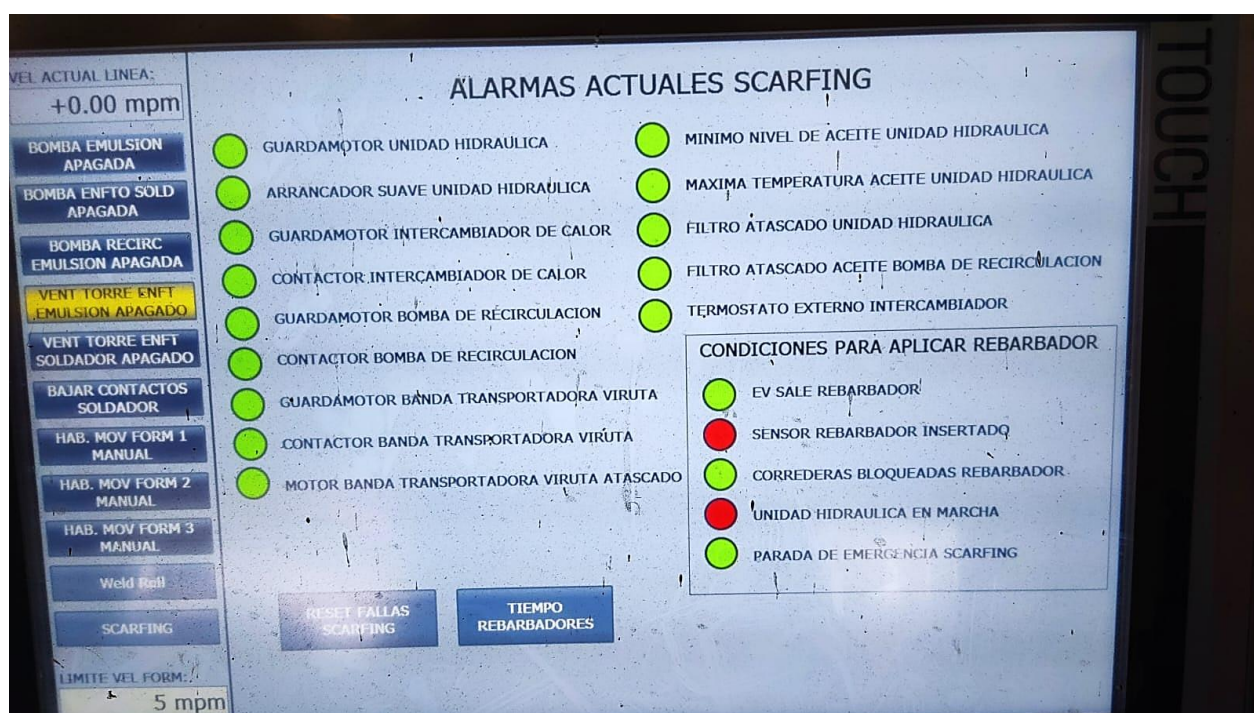 VEL ACTUAL LINEA:
+0.00 mpm
BOMBA EMULSION
APAGADA
BOMBA ENFTO SOLD
APAGADA
BOMBA RECIRC
EMULSION APAGADA
VENT TORRE ENFT
EMULSION APAGADO
VENT TORRE ENFT
SOLDADOR APAGADO
BAJAR CONTACTOS
SOLDADOR
HAB. MOV FORM 1
MANUAL
HAB. MOV FORM 2
MANUAL
HAB. MOV FORM 3
MANUAL
Weld Roll
SCARFING
LIMITE VEL FORM:
5 mpm
ALARMAS ACTUALES SCARFING
GUARDAMOTOR UNIDAD HIDRAULICA
ARRANCADOR SUAVE UNIDAD HIDRAULICA
GUARDAMOTOR INTERCAMBIADOR DE CALOR
CONTACTOR INTERCAMBIADOR DE CALOR
GUARDAMOTOR BOMBA DE RECIRCULACION
CONTACTOR BOMBA DE RECIRCULACION
GUARDAMOTOR BANDA TRANSPORTADORA VIRUTA
CONTACTOR BANDA TRANSPORTADORA VIRUTA
MOTOR BANDA TRANSPORTADORA VIRUTA ATASCADO
MINIMO NIVEL DE ACEITE UNIDAD HIDRAULICA
MAXIMA TEMPERATURA ACEITE UNIDAD HIDRAULICA
FILTRO ATASCADO UNIDAD HIDRAULICA
FILTRO ATASCADO ACEITE BOMBA DE RECIRCULACION
TERMOSTATO EXTERNO INTERCAMBIADOR
CONDICIONES PARA APLICAR REBARBADOR
EV SALE REBARBADOR
SENSOR REBARBADOR INSERTADO
CORREDERAS BLOQUEADAS REBARBADOR
UNIDAD HIDRAULICA EN MARCHA
PARADA DE EMERGENCIA SCARFING
RESET FALLAS
SCARFING
TIEMPO
REBARBADORES
TOUCH